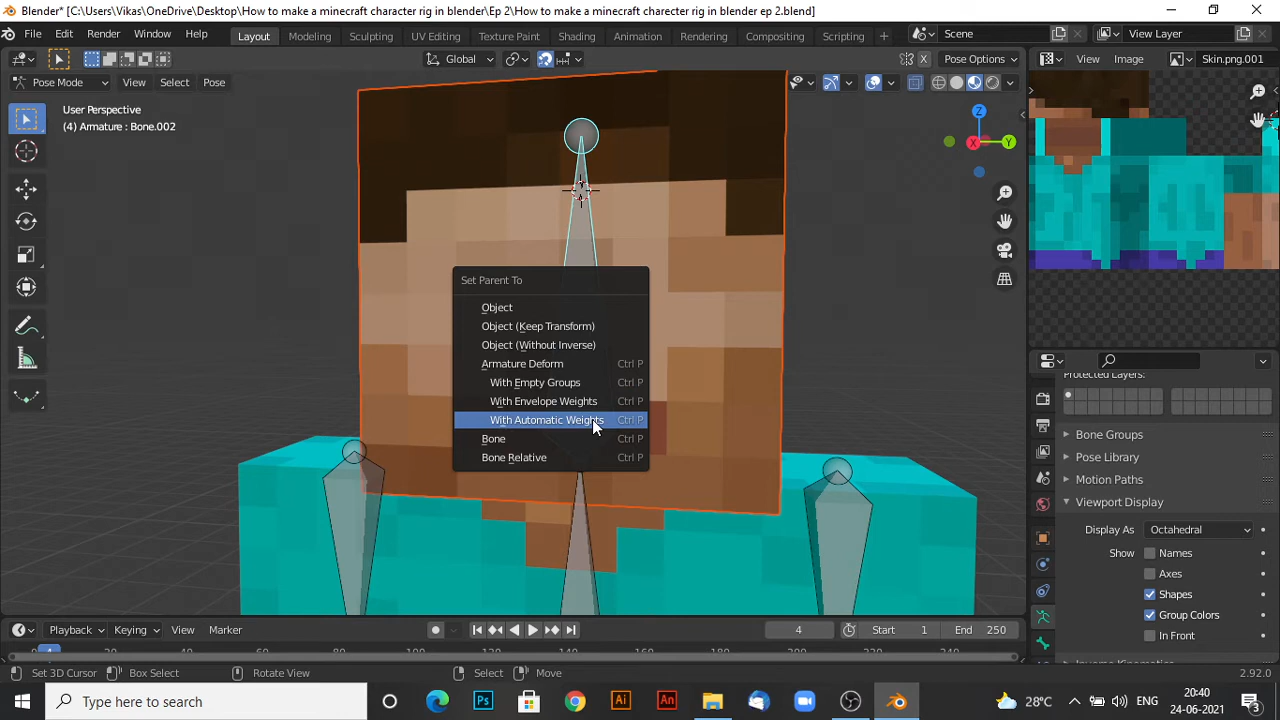 Blender* [C:\Users\Vikas\OneDrive\Desktop\How to make a minecraft character rig in blender\Ep 2\How to make a minecraft character rig in blender ep 2.blend]
File Edit Render Window Help Layout Modeling Sculpting UV Editing Texture Paint Shading Animation Rendering Compositing Scripting + Scene View Layer
Global X Pose Options View Image Skin.png.001
Pose Mode View Select Pose
User Perspective
(4) Armature : Bone.002
Z
X Y
Set Parent To
Object
Object (Keep Transform)
Object (Without Inverse)
Armature Deform Ctrl P
With Empty Groups Ctrl P
With Envelope Weights Ctrl P
With Automatic Weights Ctrl P
Bone Ctrl P
Bone Relative Ctrl P
Protected Layers:
Bone Groups
Pose Library
Motion Paths
Viewport Display
Display As Octahedral
Show Names
Axes
Shapes
Group Colors
In Front
Playback Keying View Marker 4 Start 1 End 250
Set 3D Cursor Box Select Rotate View Select Move 2.92.0
Type here to search Ps Ai An 28°C ENG 20:40
24-06-2021 3